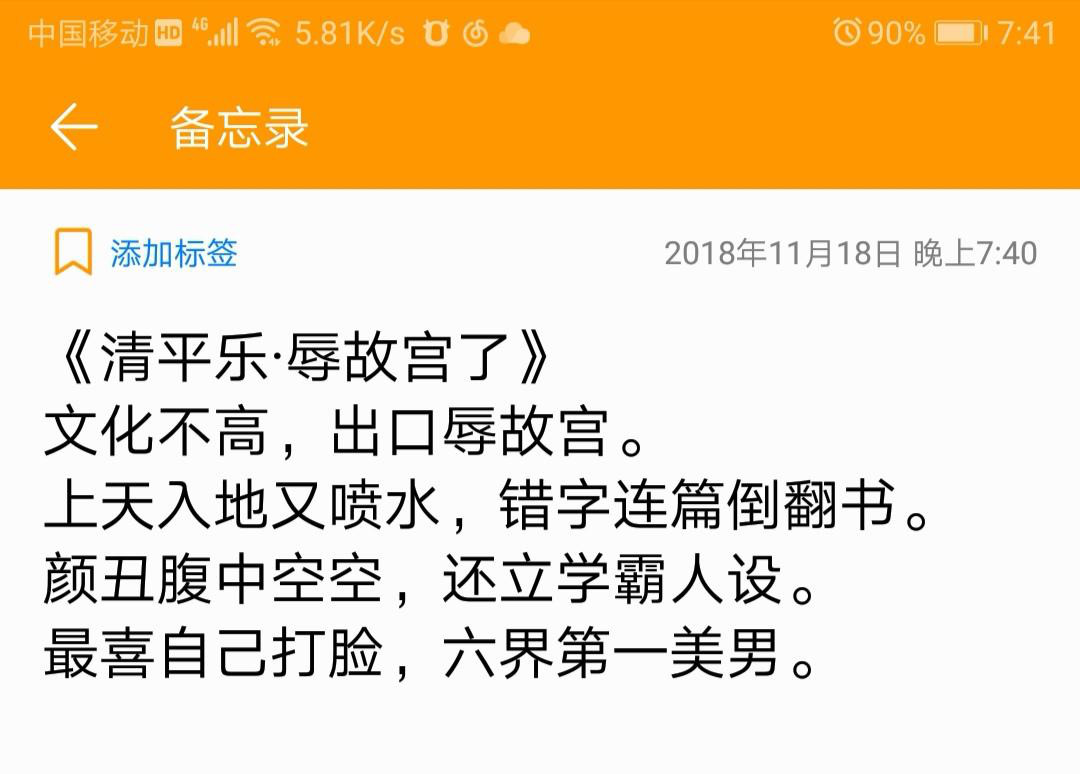 中国移动 HD 4G 5.81K/s 90% 7:41
备忘录
添加标签 2018年11月18日 晚上7:40
《清平乐·辱故宫了》
文化不高，出口辱故宫。
上天入地又喷水，错字连篇倒翻书。
颜丑腹中空空，还立学霸人设。
最喜自己打脸，六界第一美男。